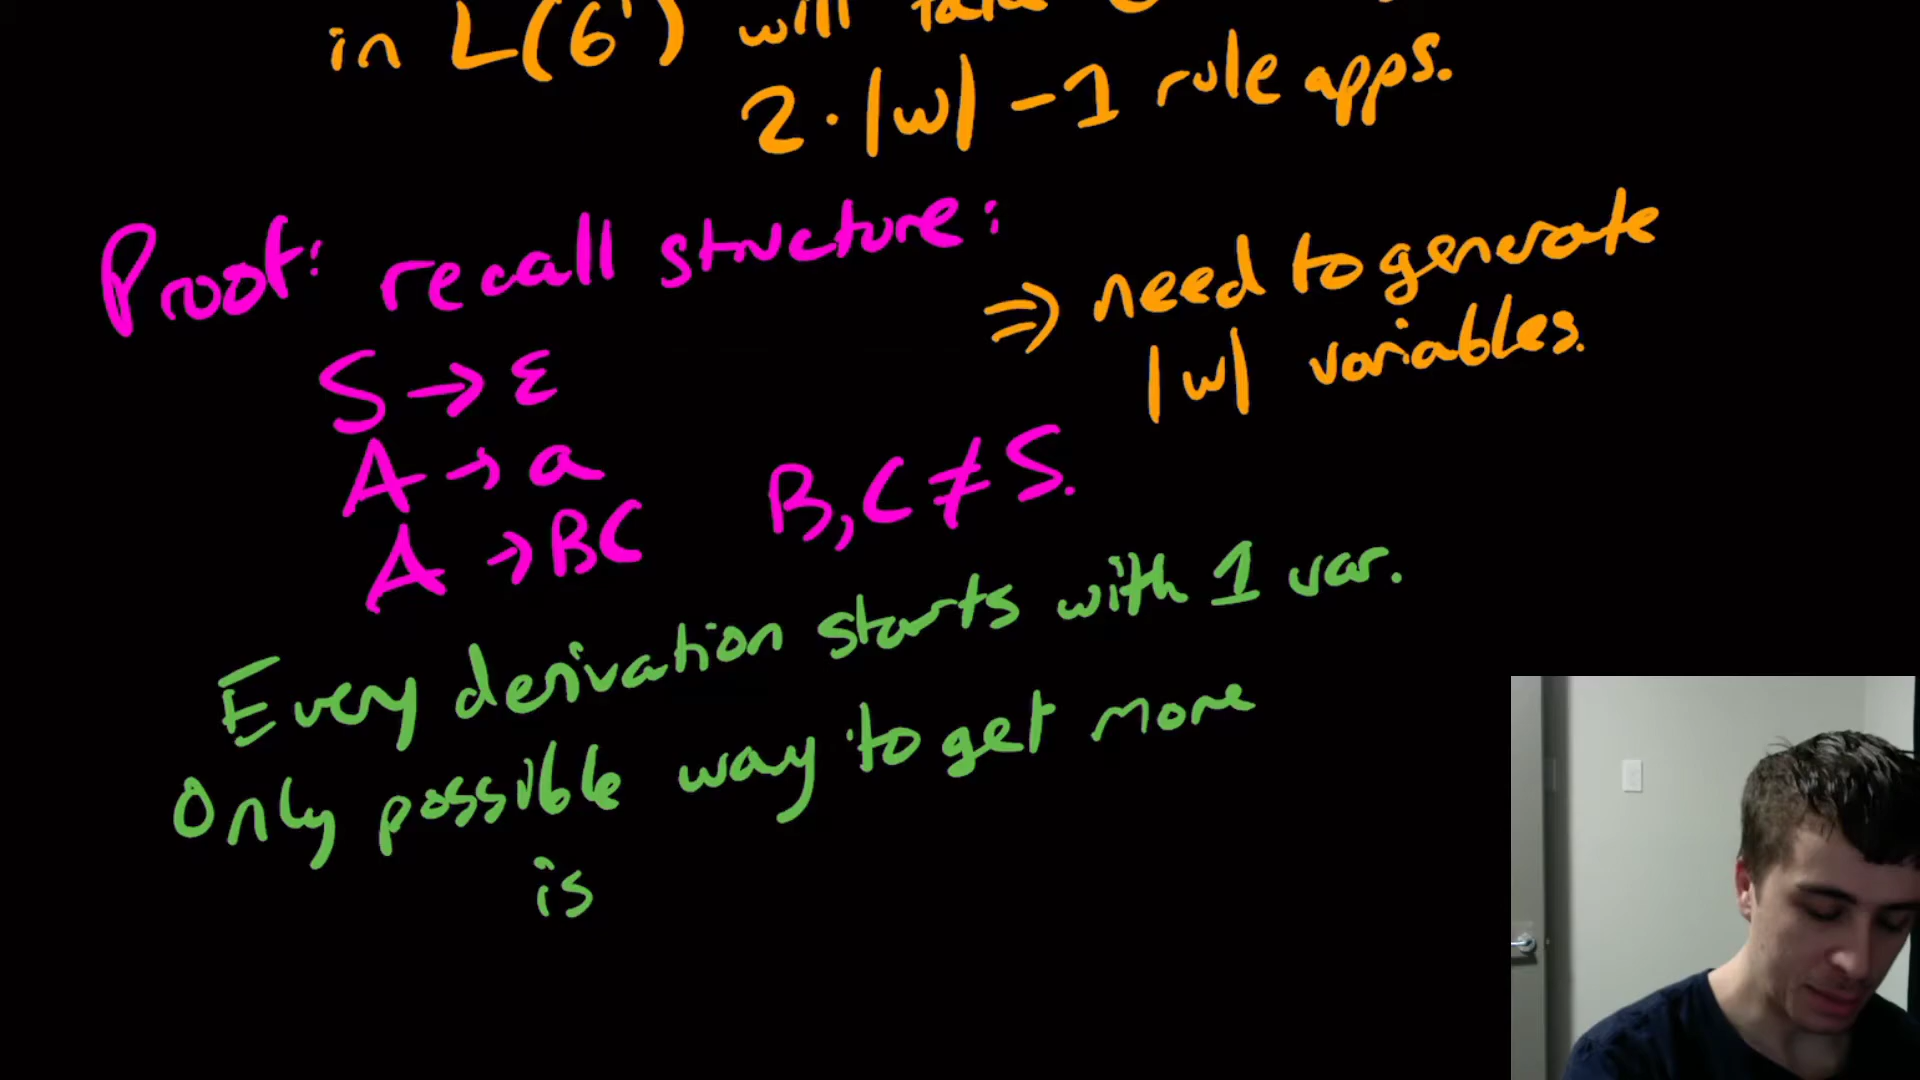 in L(G') will
2·|w| -1 rule apps.
Proof: recall structure:
⇒ need to generate
|w| variables.
S → ε
A → a
A → BC B, C ≠ S.
Every derivation starts with 1 var.
Only possible way to get more
is